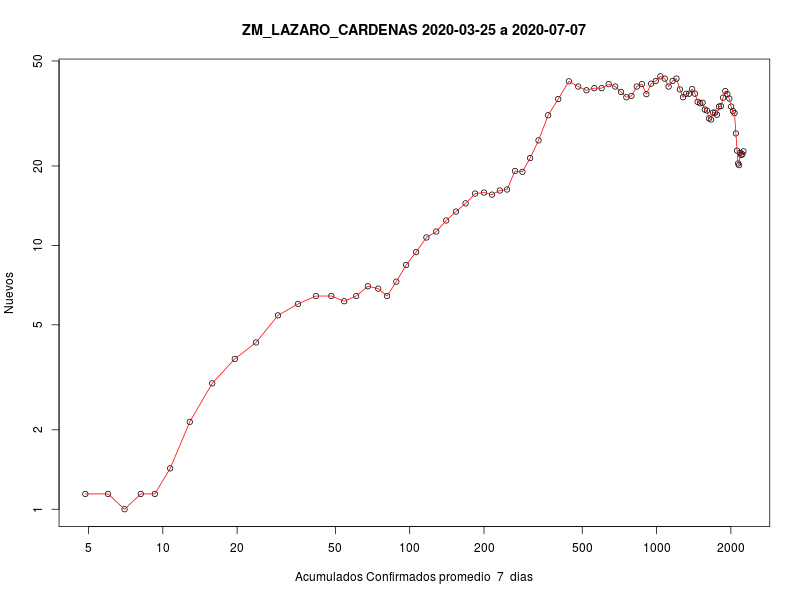 ZM_LAZARO_CARDENAS 2020-03-25 a 2020-07-07
Nuevos
50
20
10
5
2
1
5 10 20 50 100 200 500 1000 2000
Acumulados Confirmados promedio 7 dias